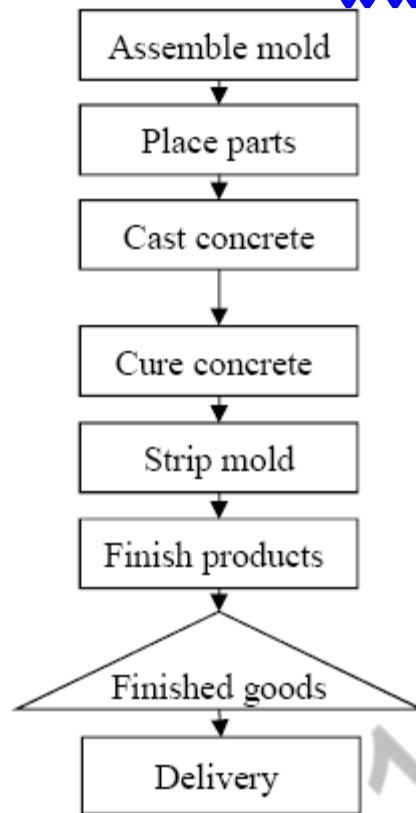 Assemble mold
Place parts
Cast concrete
Cure concrete
Strip mold
Finish products
Finished goods
Delivery